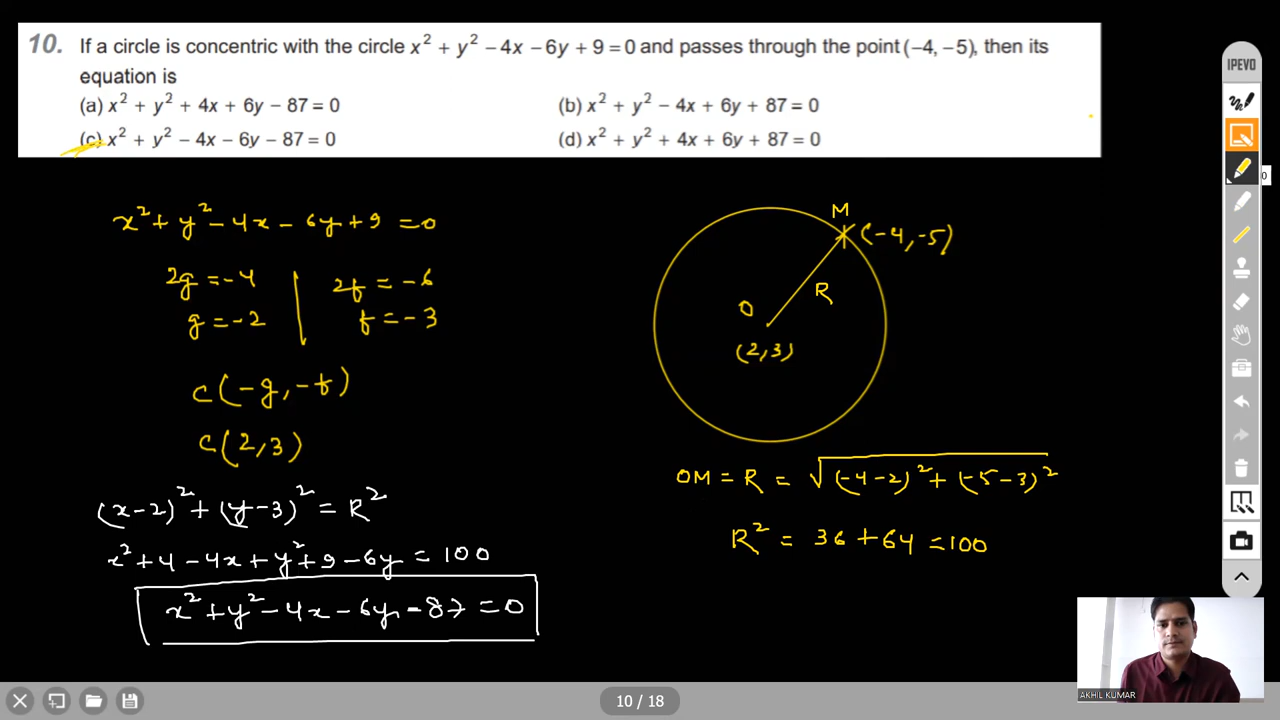 10. If a circle is concentric with the circle x² + y² − 4x − 6y + 9 = 0 and passes through the point (−4, −5), then its
equation is
(a) x² + y² + 4x + 6y − 87 = 0
(b) x² + y² − 4x + 6y + 87 = 0
(c) x² + y² − 4x − 6y − 87 = 0
(d) x² + y² + 4x + 6y + 87 = 0
x² + y² − 4x − 6y + 9 = 0
2g = −4
2f = −6
g = −2
f = −3
C(−g, −f)
C(2,3)
(x−2)² + (y−3)² = R²
x² + 4 − 4x + y² + 9 − 6y = 100
x² + y² − 4x − 6y − 87 = 0
M
(−4, −5)
R
O
(2,3)
OM = R = √(−4−2)² + (−5−3)²
R² = 36 + 64 = 100
IPEVO
0
AKHIL KUMAR
10 / 18